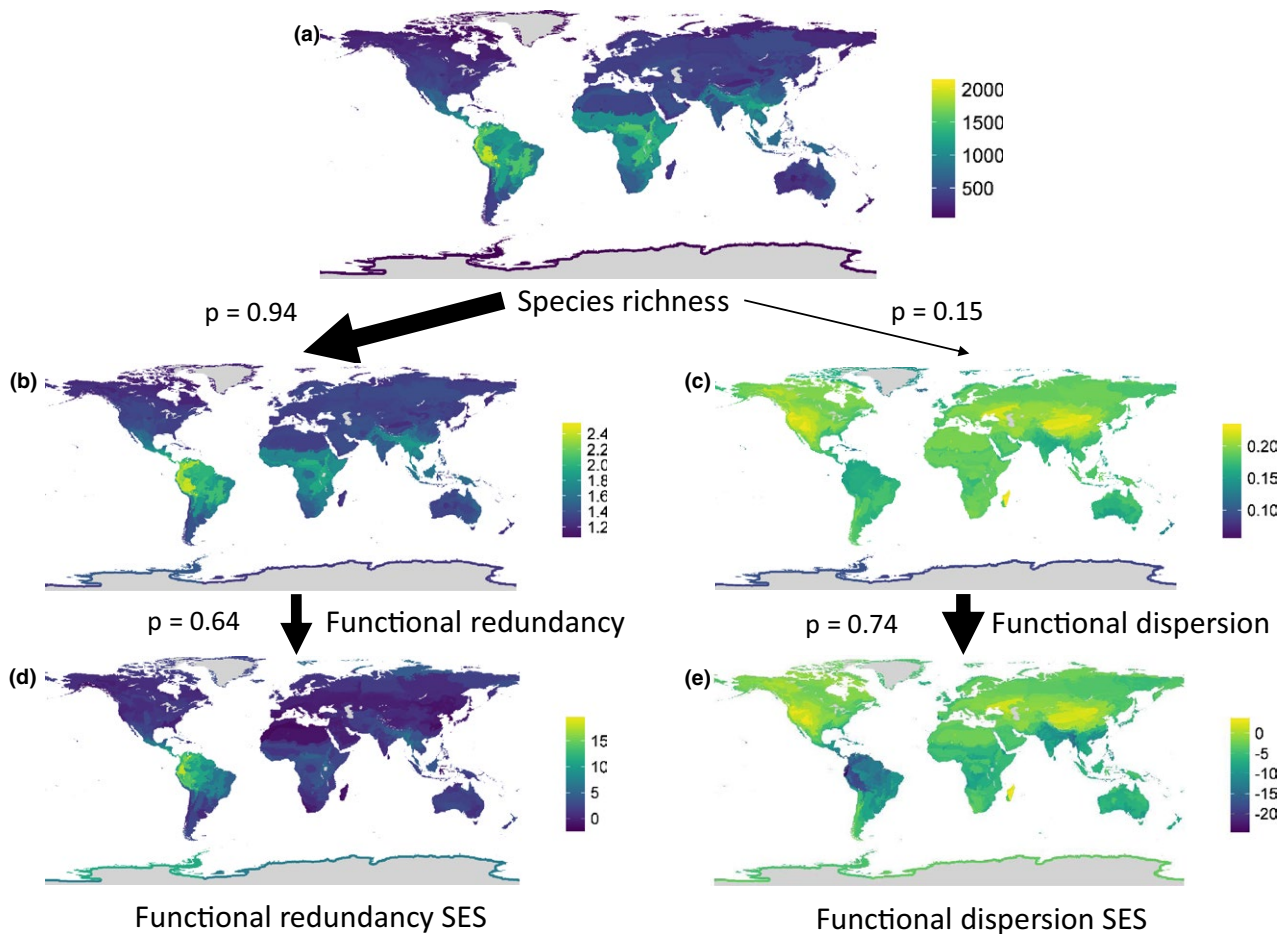 (a)
2000
1500
1000
500
Species richness
p = 0.94
p = 0.15
(b)
2.4
2.0
1.8
1.6
1.4
1.2
(c)
0.20
0.15
0.10
p = 0.64
Functional redundancy
p = 0.74
Functional dispersion
(d)
15
10
5
0
(e)
0
-5
-10
-15
-20
Functional redundancy SES
Functional dispersion SES